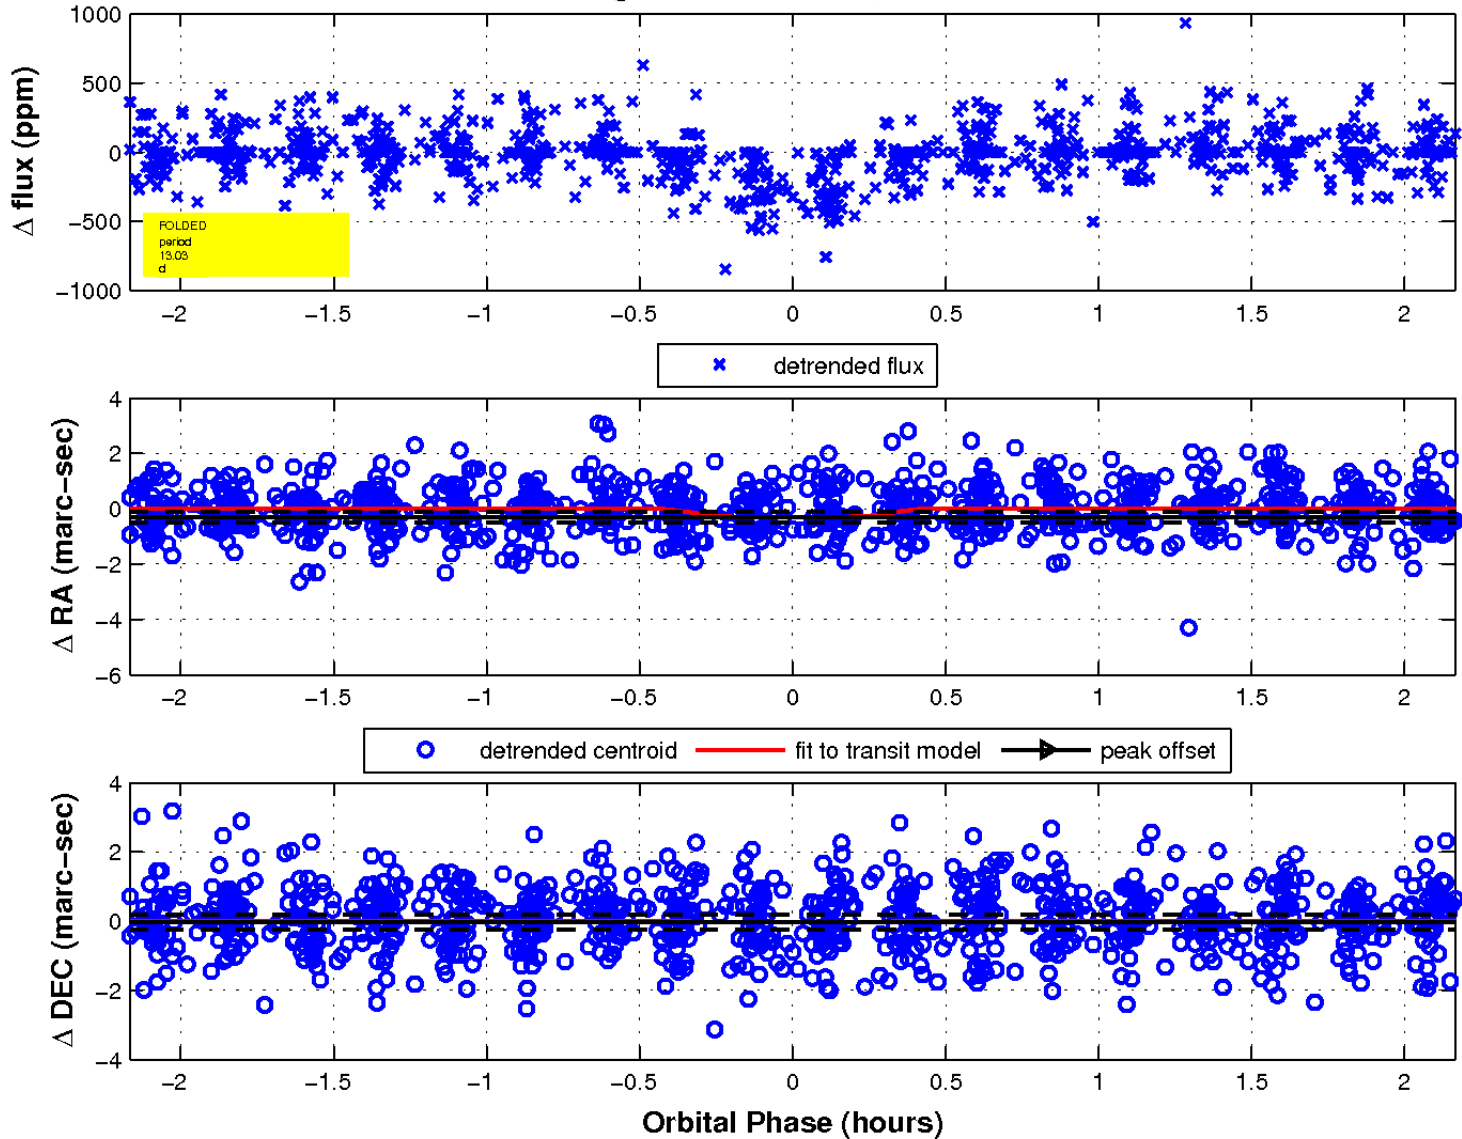 1000
500
0
−500
−1000
Δ flux (ppm)
FOLDED
period
13.03
d
−2 −1.5 −1 −0.5 0 0.5 1 1.5 2
detrended flux
4
2
0
−2
−4
−6
Δ RA (marc−sec)
−2 −1.5 −1 −0.5 0 0.5 1 1.5 2
detrended centroid fit to transit model peak offset
4
2
0
−2
−4
Δ DEC (marc−sec)
−2 −1.5 −1 −0.5 0 0.5 1 1.5 2
Orbital Phase (hours)